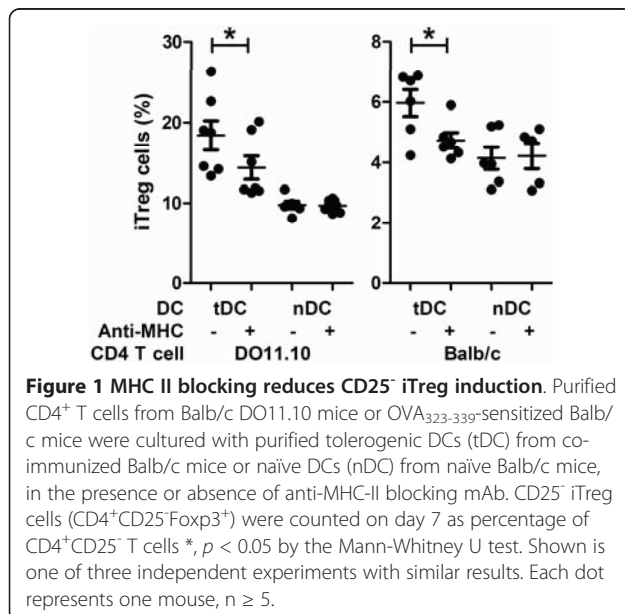 * *
30 8
20 6
10 4
0 2
0
iTreg cells (%)
DC tDC nDC tDC nDC
Anti-MHC - + - + - + - +
CD4 T cell DO11.10 Balb/c
Figure 1 MHC II blocking reduces CD25⁻ iTreg induction. Purified
CD4⁺ T cells from Balb/c DO11.10 mice or OVA₃₂₃₋₃₃₉-sensitized Balb/
c mice were cultured with purified tolerogenic DCs (tDC) from co-
immunized Balb/c mice or naïve DCs (nDC) from naïve Balb/c mice,
in the presence or absence of anti-MHC-II blocking mAb. CD25⁻ iTreg
cells (CD4⁺CD25⁻Foxp3⁺) were counted on day 7 as percentage of
CD4⁺CD25⁻ T cells *, p < 0.05 by the Mann-Whitney U test. Shown is
one of three independent experiments with similar results. Each dot
represents one mouse, n ≥ 5.